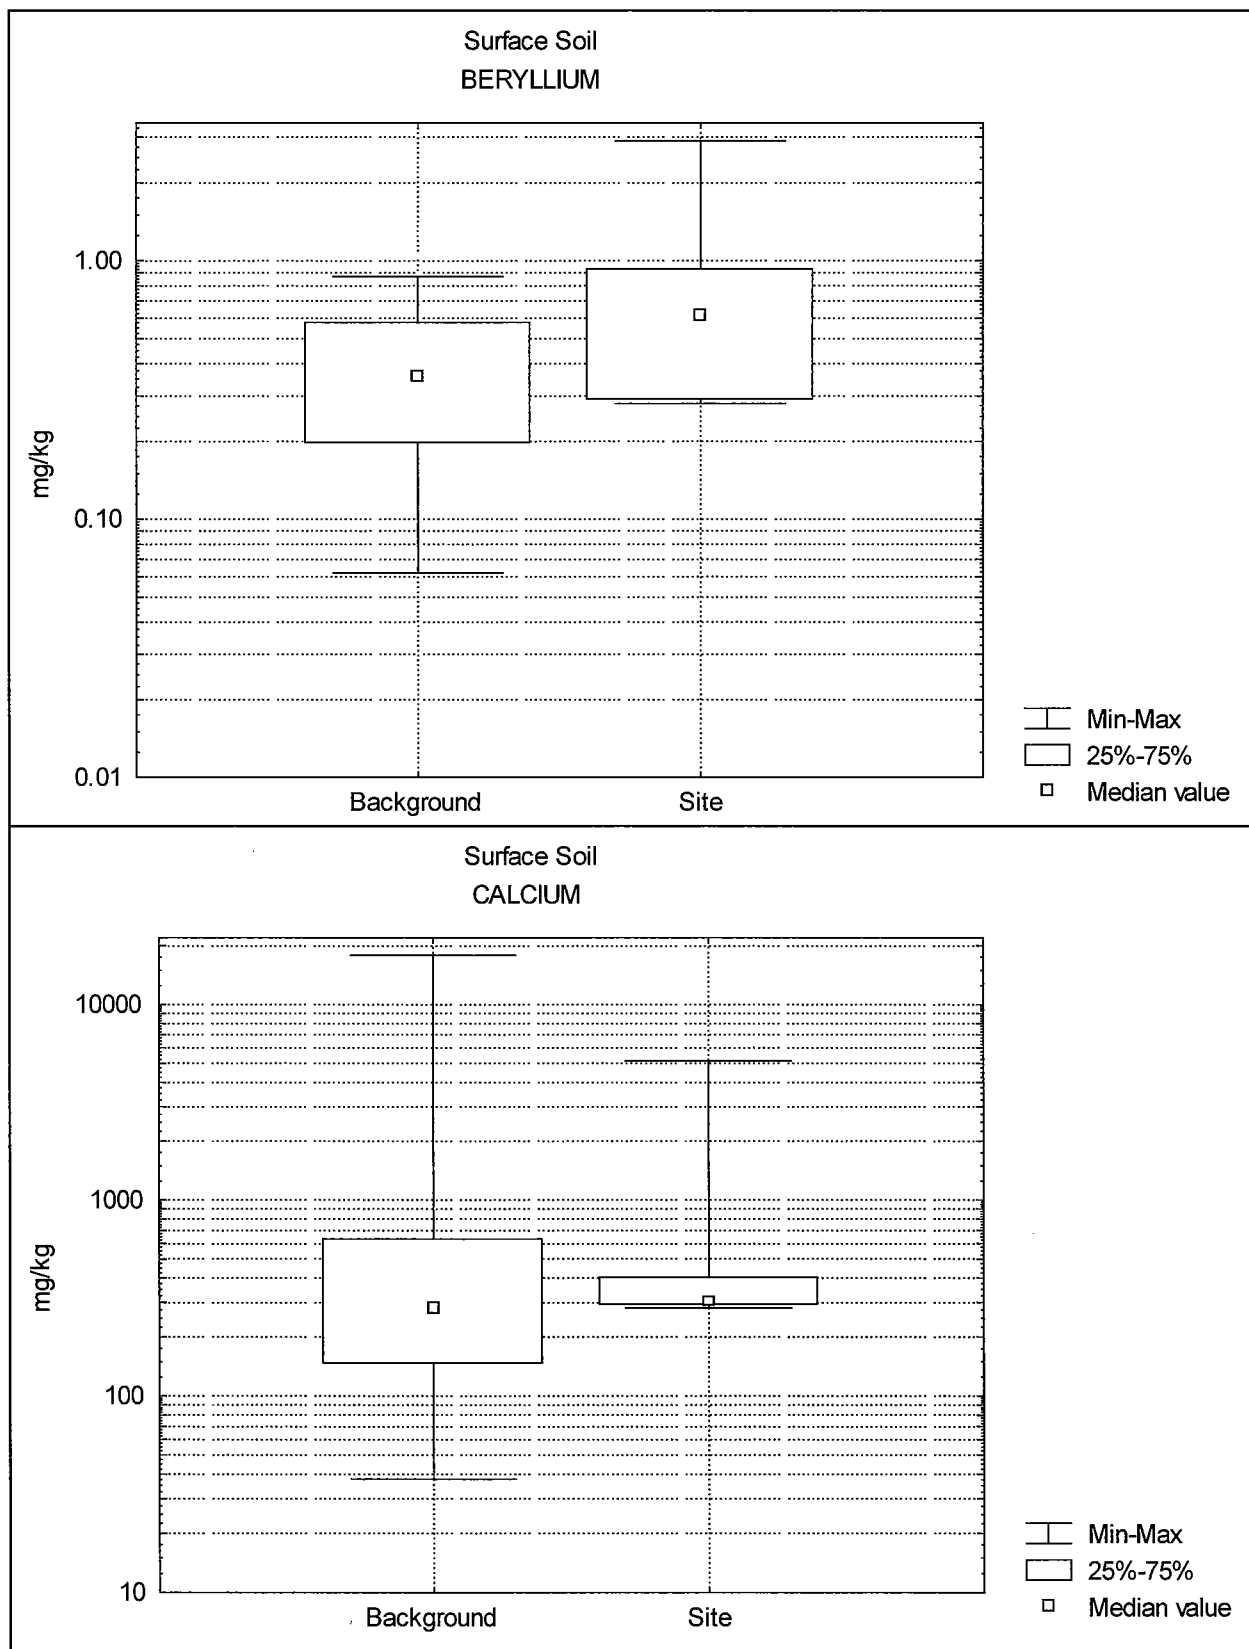 Surface Soil
BERYLLIUM
mg/kg
1.00
0.10
0.01
Background
Site
Min-Max
25%-75%
Median value
Surface Soil
CALCIUM
mg/kg
10000
1000
100
10
Background
Site
Min-Max
25%-75%
Median value